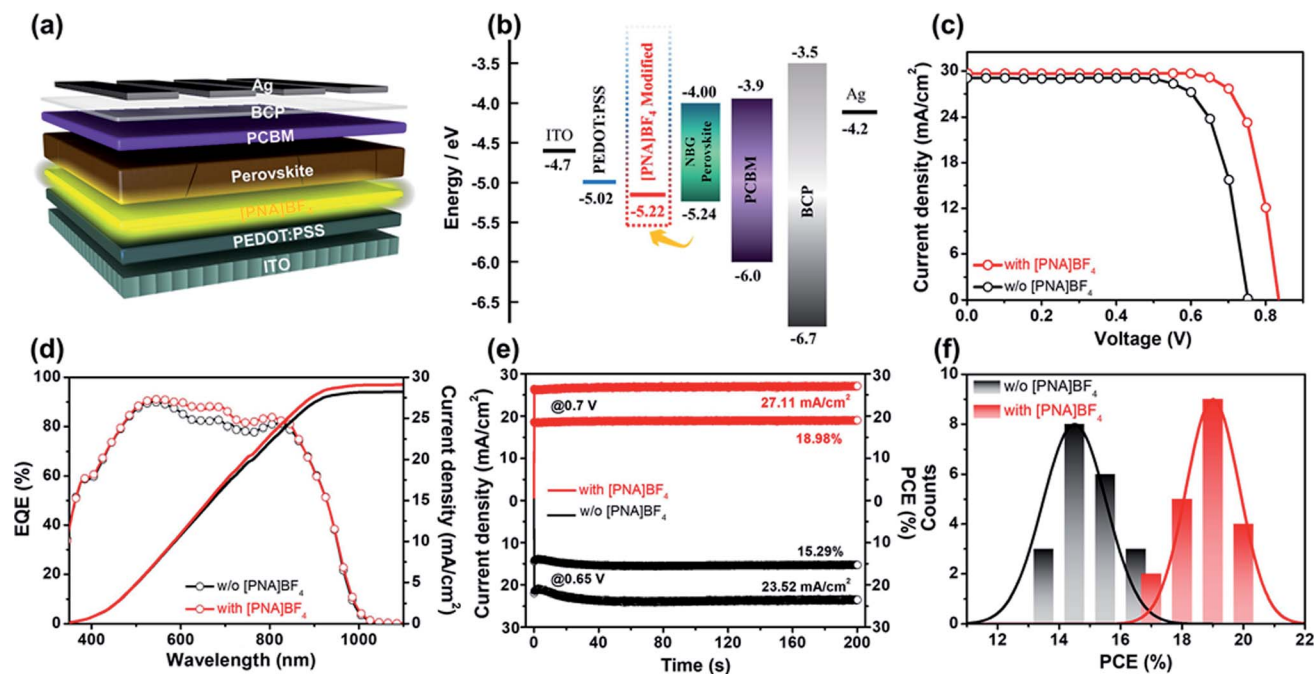 (a)
Ag
BCP
PCBM
Perovskite
[PNA]BF4
PEDOT:PSS
ITO
(b)
Energy / eV
-3.5
-4.0
-4.5
-5.0
-5.5
-6.0
-6.5
ITO
-4.7
PEDOT:PSS
-5.02
[PNA]BF4 Modified
-5.22
-4.00
NBG
Perovskite
-5.24
-3.9
PCBM
-6.0
-3.5
BCP
-6.7
Ag
-4.2
(c)
Current density (mA/cm2)
30
24
18
12
6
0
with [PNA]BF4
w/o [PNA]BF4
0.0 0.2 0.4 0.6 0.8
Voltage (V)
(d)
EQE (%)
100
80
60
40
20
0
w/o [PNA]BF4
with [PNA]BF4
400 600 800 1000
Wavelength (nm)
30
25
20
15
10
5
0
Current density (mA/cm2)
(e)
Current density (mA/cm2)
30
20
10
0
10
20
30
@0.7 V
27.11 mA/cm2
18.98%
with [PNA]BF4
w/o [PNA]BF4
15.29%
@0.65 V
23.52 mA/cm2
0 40 80 120 160 200
Time (s)
30
20
10
0
10
20
30
PCE (%)
(f)
Counts
10
8
6
4
2
0
w/o [PNA]BF4
with [PNA]BF4
12 14 16 18 20 22
PCE (%)